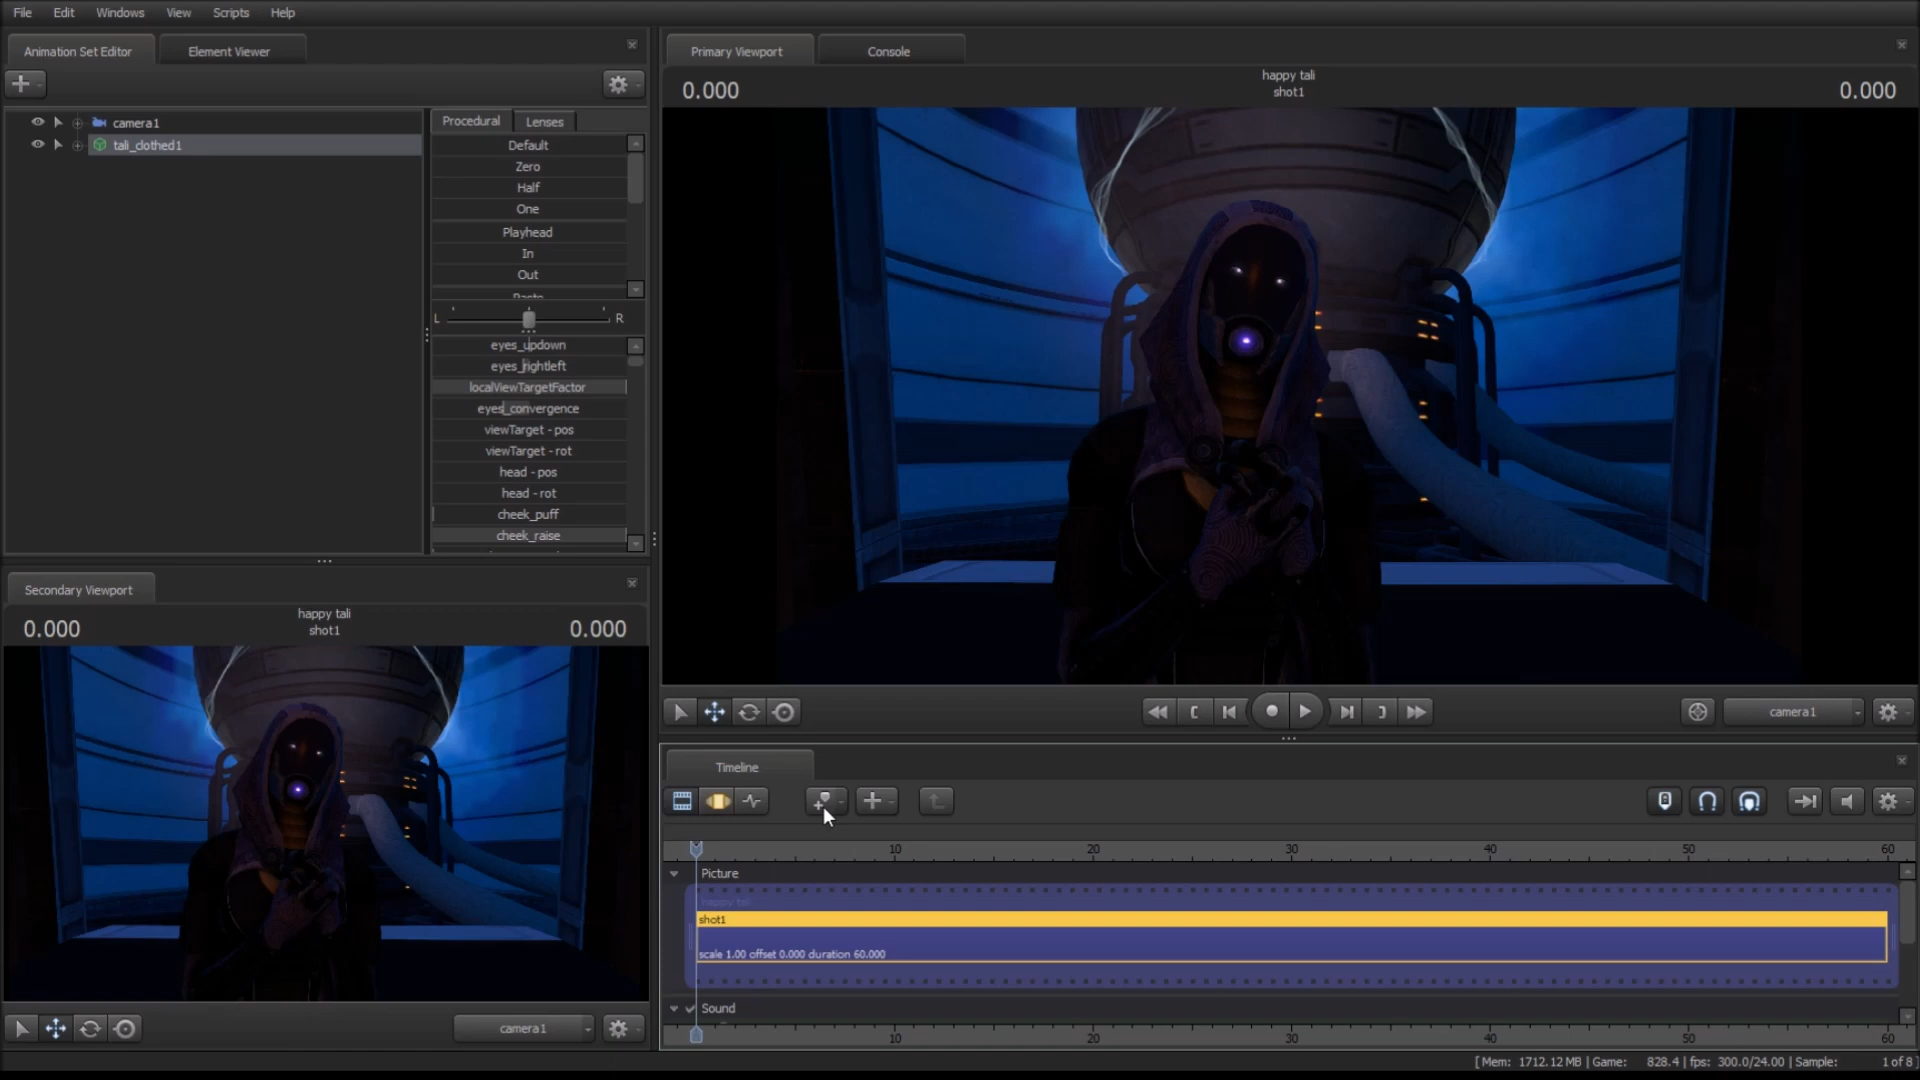 File Edit Windows View Scripts Help
Animation Set Editor Element Viewer
camera1
tali_clothed1
Procedural Lenses
Default
Zero
Half
One
Playhead
In
Out
Paste
L R
eyes_updown
eyes_rightleft
localViewTargetFactor
eyes_convergence
viewTarget - pos
viewTarget - rot
head - pos
head - rot
cheek_puff
cheek_raise
Secondary Viewport
happy tali
0.000 shot1 0.000
camera1
Primary Viewport Console
happy tali
0.000 shot1 0.000
camera1
Timeline
10 20 30 40 50 60
Picture
happy tali
shot1
scale 1.00 offset 0.000 duration 60.000
Sound
10 20 30 40 50 60
[ Mem: 1712.12 MB | Game: 828.4 | fps: 300.0/24.00 | Sample: 1 of 8 ]